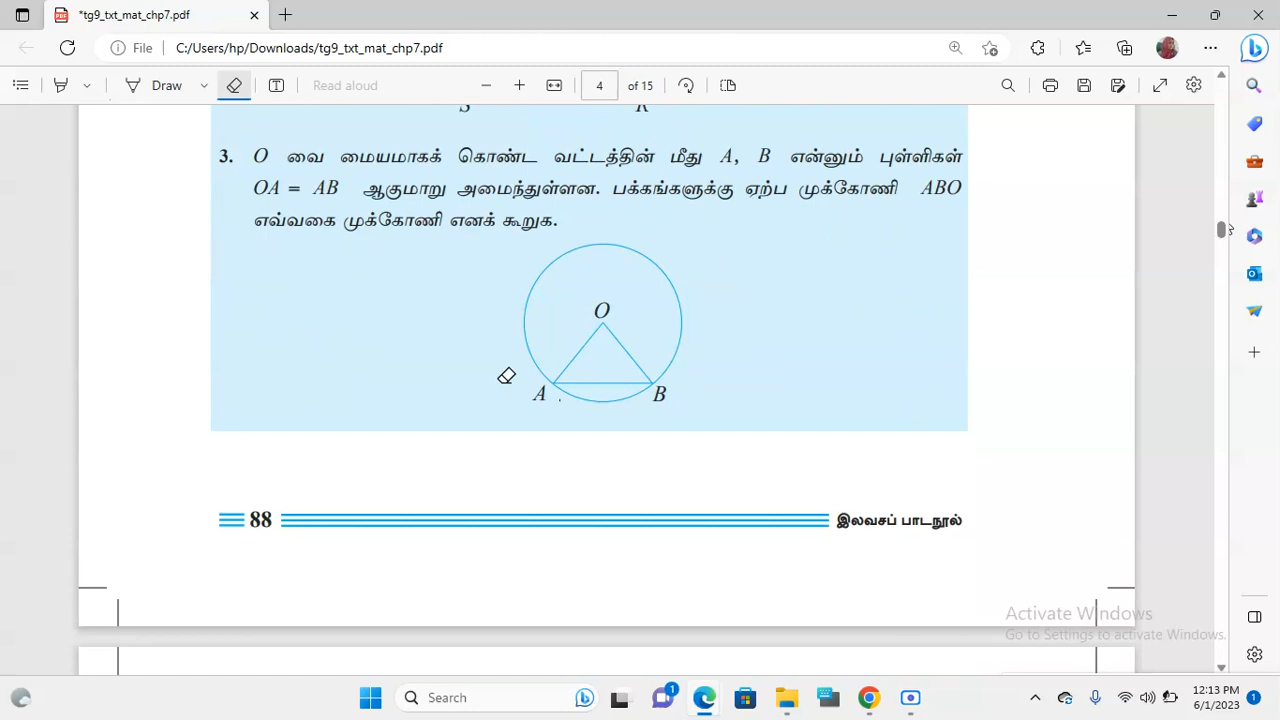 *tg9_txt_mat_chp7.pdf
File C:/Users/hp/Downloads/tg9_txt_mat_chp7.pdf
Draw Read aloud 4 of 15
S R
3. O வை மையமாகக் கொண்ட வட்டத்தின் மீது A, B என்னும் புள்ளிகள்
OA = AB ஆகுமாறு அமைந்துள்ளன. பக்கங்களுக்கு ஏற்ப முக்கோணி ABO
எவ்வகை முக்கோணி எனக் கூறுக.
O
A B
88 இலவசப் பாடநூல்
Activate Windows
Go to Settings to activate Windows.
Search
1
12:13 PM
6/1/2023
1